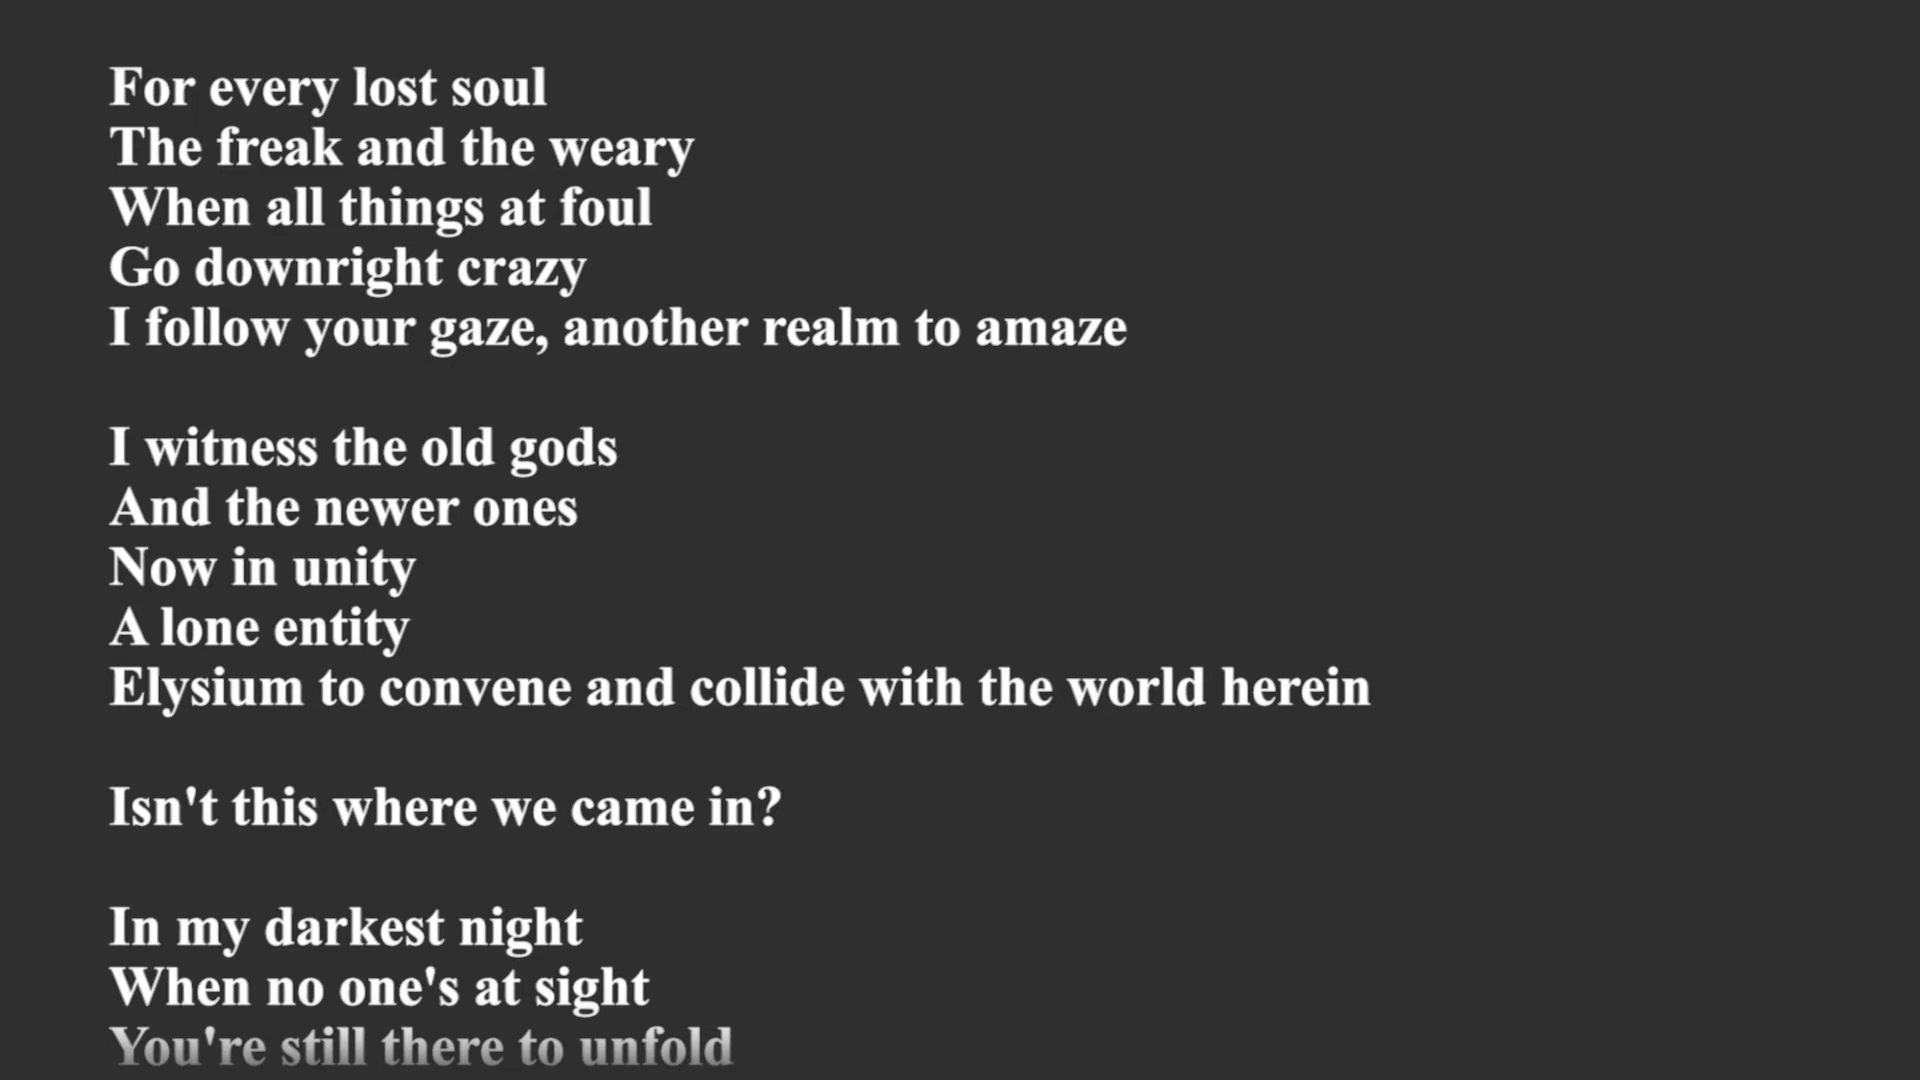 For every lost soul
The freak and the weary
When all things at foul
Go downright crazy
I follow your gaze, another realm to amaze
I witness the old gods
And the newer ones
Now in unity
A lone entity
Elysium to convene and collide with the world herein
Isn't this where we came in?
In my darkest night
When no one's at sight
You're still there to unfold